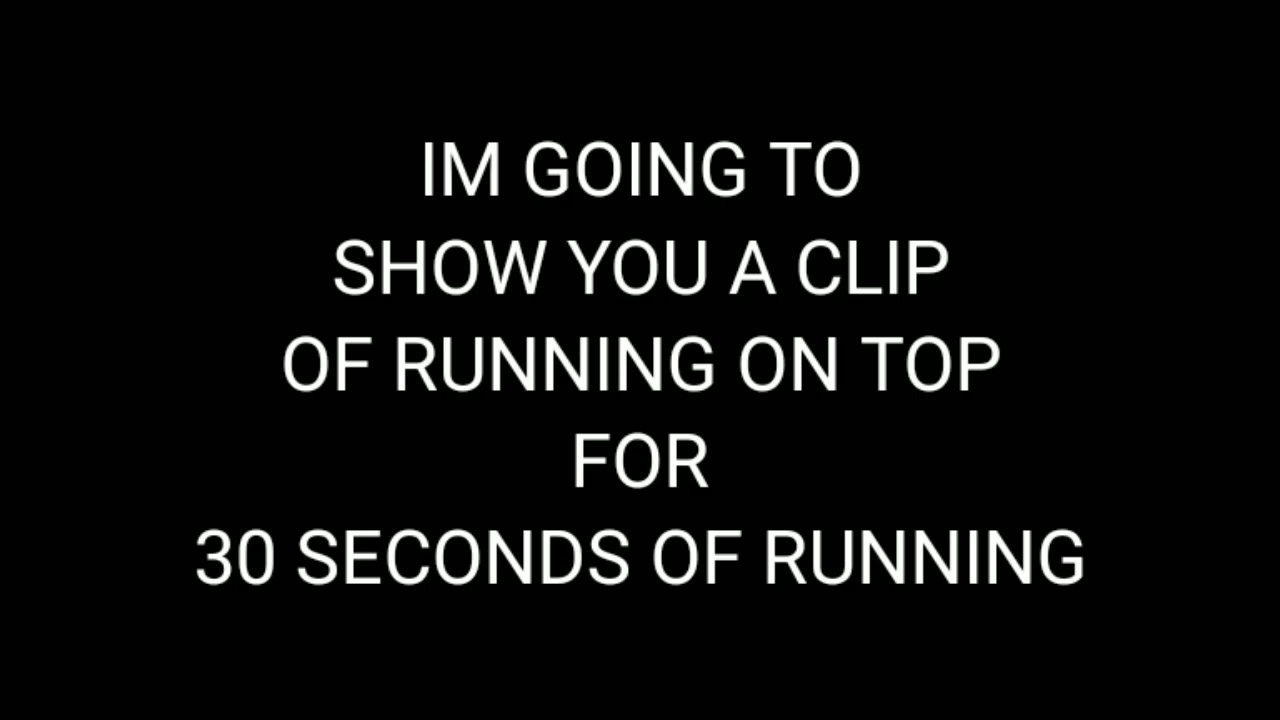 IM GOING TO
SHOW YOU A CLIP
OF RUNNING ON TOP
FOR
30 SECONDS OF RUNNING